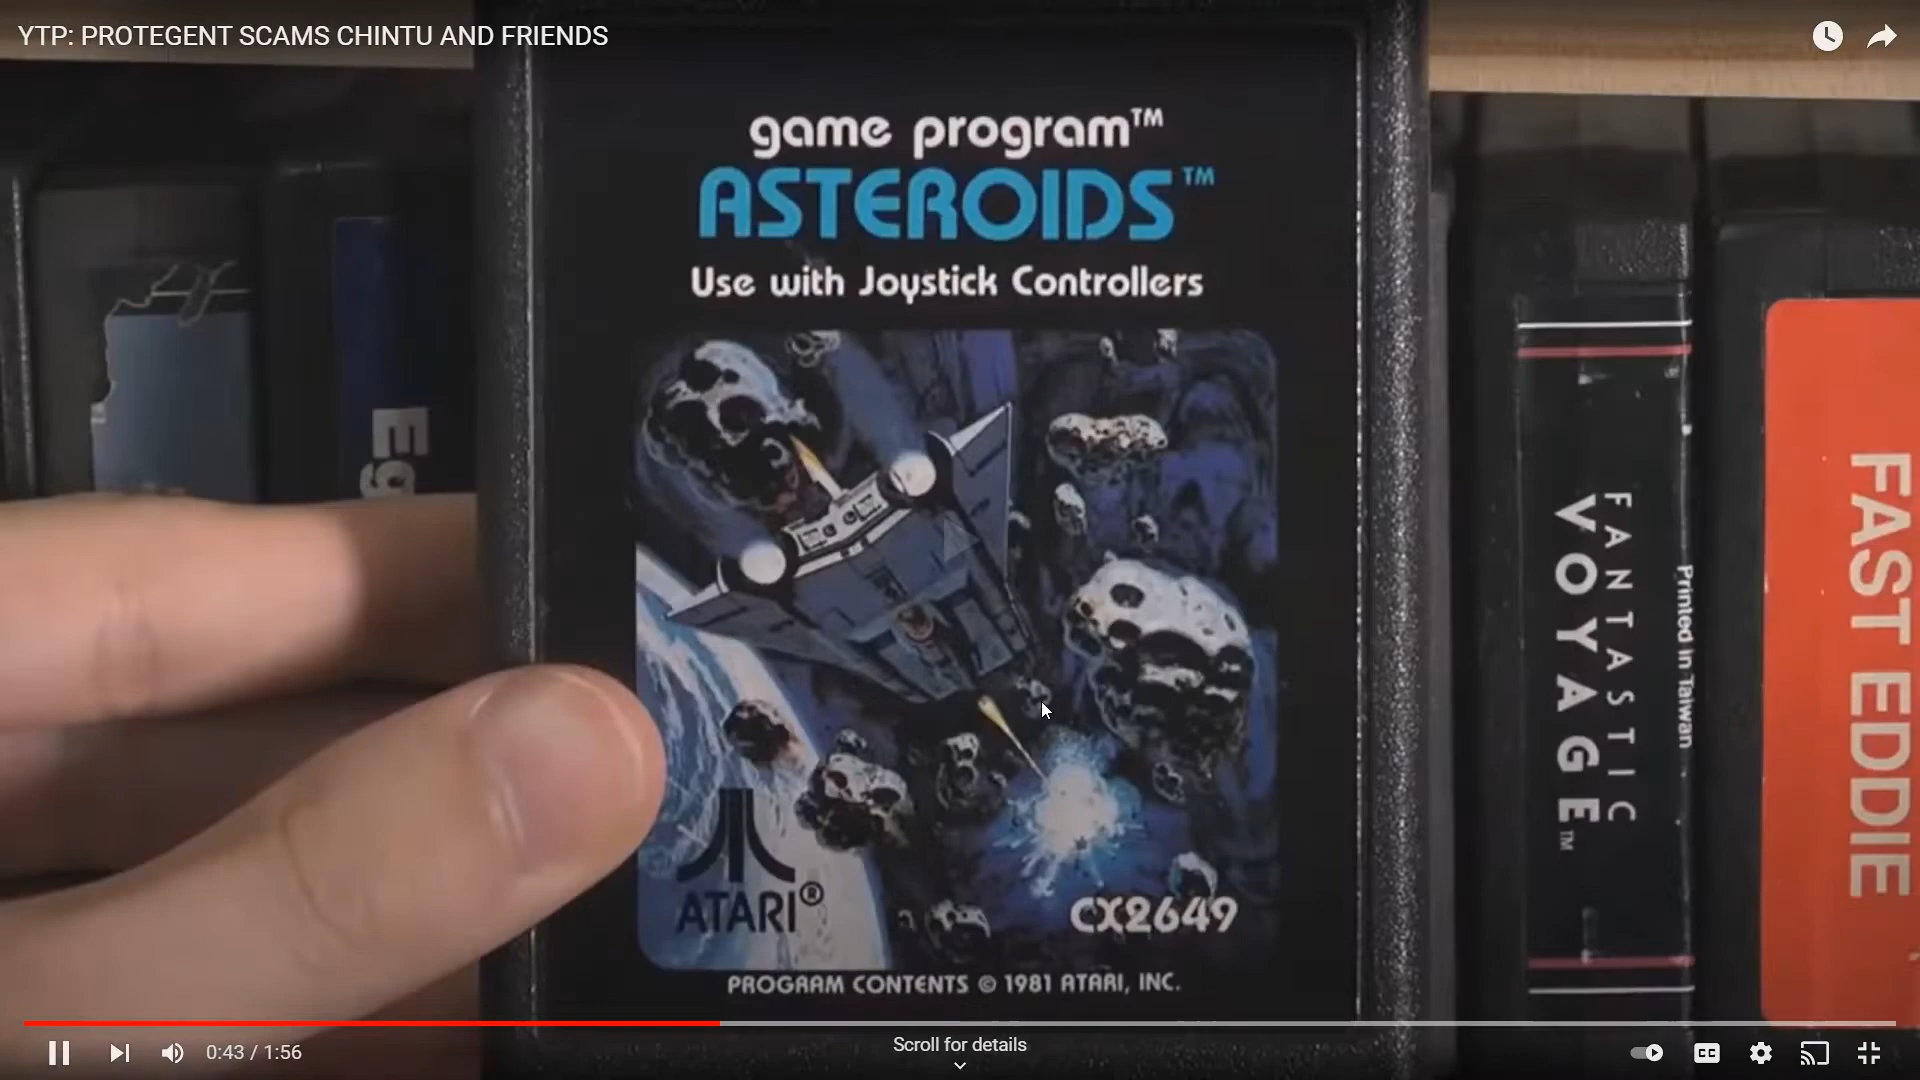 YTP: PROTEGENT SCAMS CHINTU AND FRIENDS
game program™
ASTEROIDS™
Use with Joystick Controllers
ATARI®
CX2649
PROGRAM CONTENTS © 1981 ATARI, INC.
FANTASTIC
VOYAGE™
Printed in Taiwan
FAST EDDIE
0:43 / 1:56
Scroll for details
CC